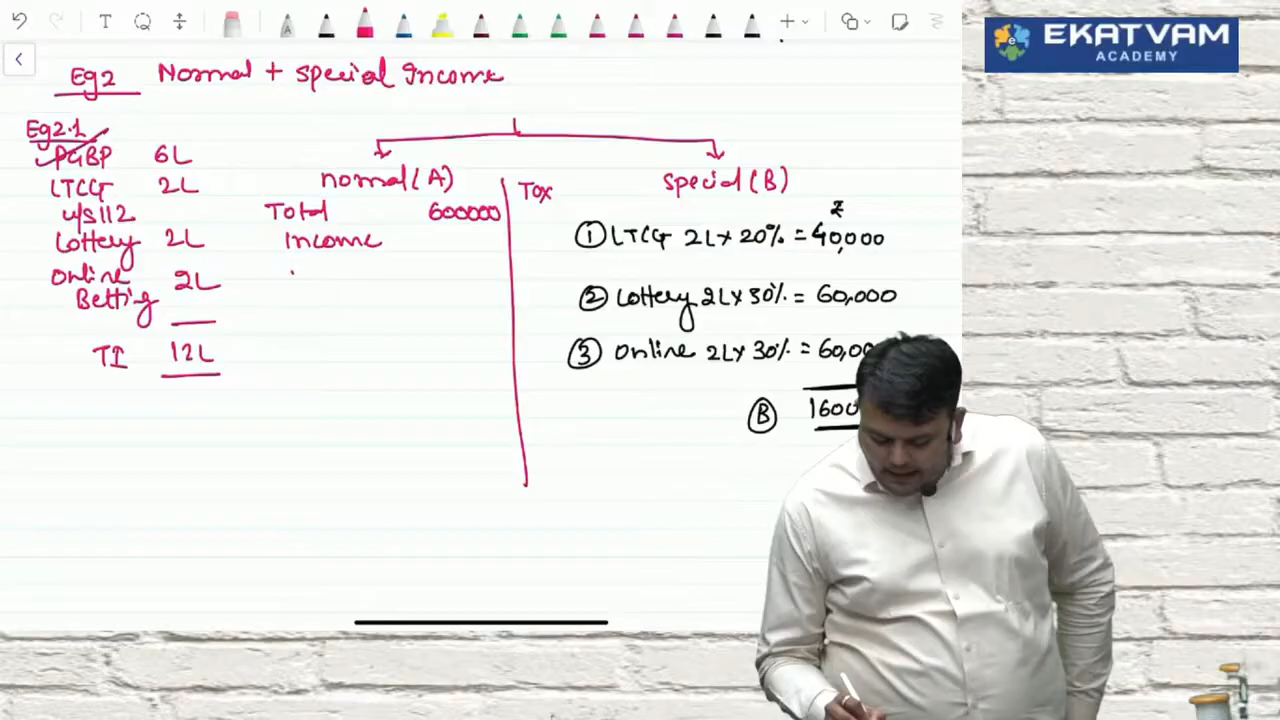 EKATVAM
ACADEMY
Eg2 Normal + special Income
Eg2.1
PGBP 6L
LTCG 2L
u/s 112
Lottery 2L
Online 2L
Betting
TI 12L
normal (A)
Total 600000
Income
Tax
special (B)
① LTCG 2L x 20% = 40,000
② Lottery 2L x 30% = 60,000
③ Online 2L x 30% = 60,00
Ⓑ 1600